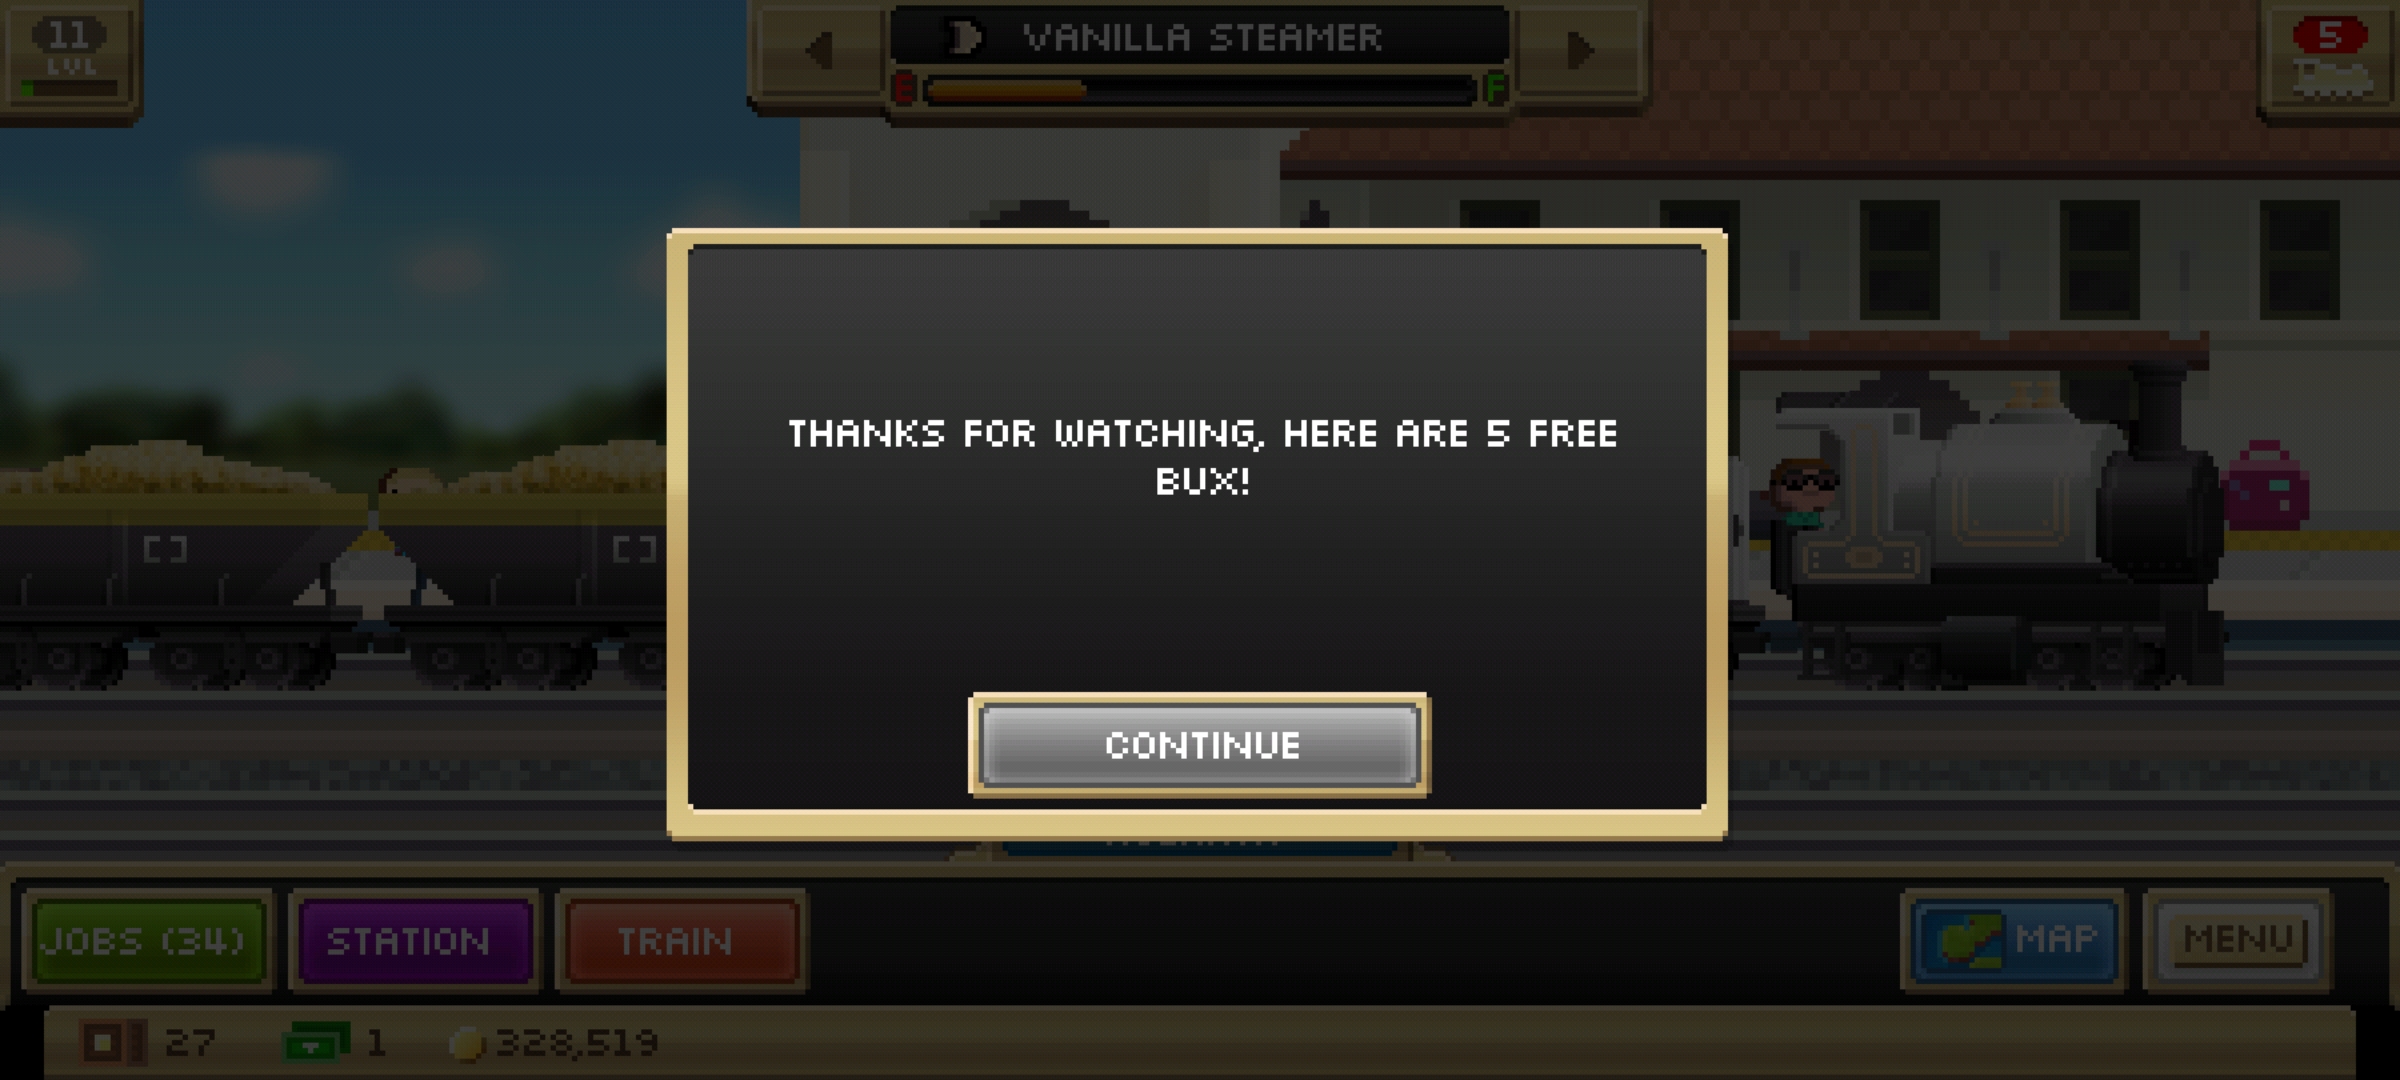 11
LVL
VANILLA STEAMER
E
F
5
THANKS FOR WATCHING, HERE ARE 5 FREE
BUX!
CONTINUE
JOBS (34)
STATION
TRAIN
MAP
MENU
27
1
328,519